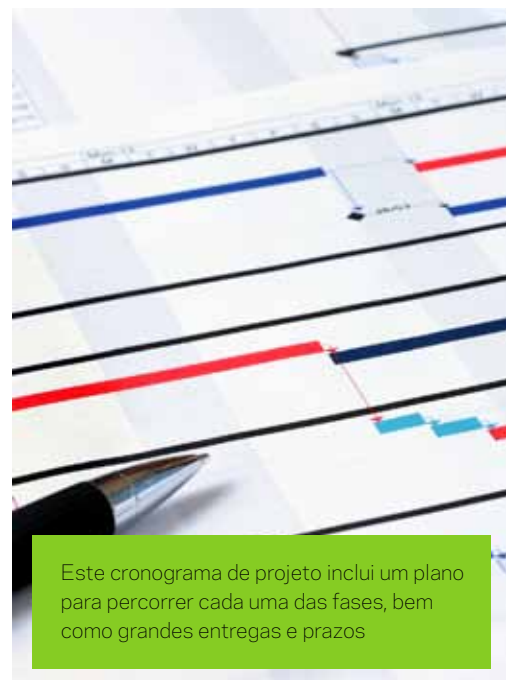 Este cronograma de projeto inclui um plano
para percorrer cada uma das fases, bem
como grandes entregas e prazos